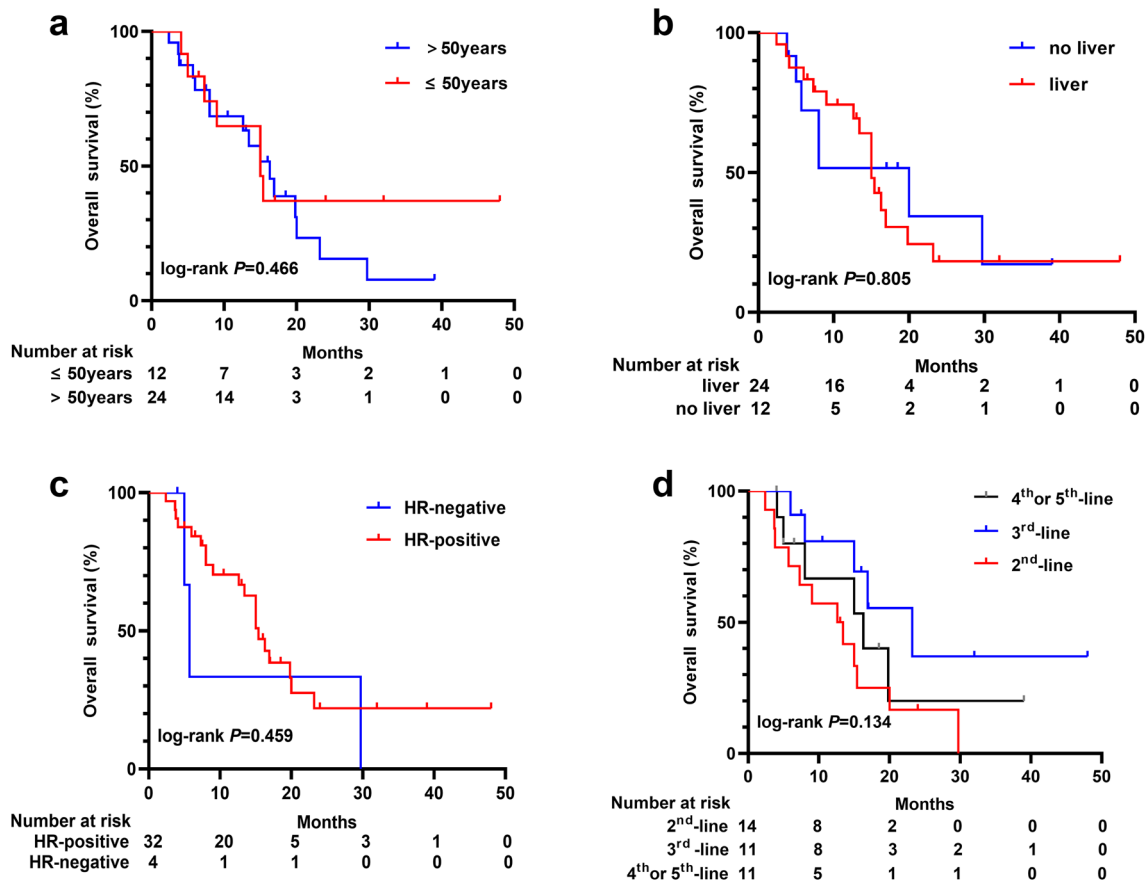 a
100
50
0
Overall survival (%)
> 50years
≤ 50years
log-rank P=0.466
0 10 20 30 40 50
Months
Number at risk
≤ 50years 12 7 3 2 1 0
> 50years 24 14 3 1 0 0
b
100
50
0
Overall survival (%)
no liver
liver
log-rank P=0.805
0 10 20 30 40 50
Months
Number at risk
liver 24 16 4 2 1 0
no liver 12 5 2 1 0 0
c
100
50
0
Overall survival (%)
HR-negative
HR-positive
log-rank P=0.459
0 10 20 30 40 50
Months
Number at risk
HR-positive 32 20 5 3 1 0
HR-negative 4 1 1 0 0 0
d
100
50
0
Overall survival (%)
4th or 5th-line
3rd-line
2nd-line
log-rank P=0.134
0 10 20 30 40 50
Months
Number at risk
2nd-line 14 8 2 0 0 0
3rd -line 11 8 3 2 1 0
4th or 5th-line 11 5 1 1 0 0